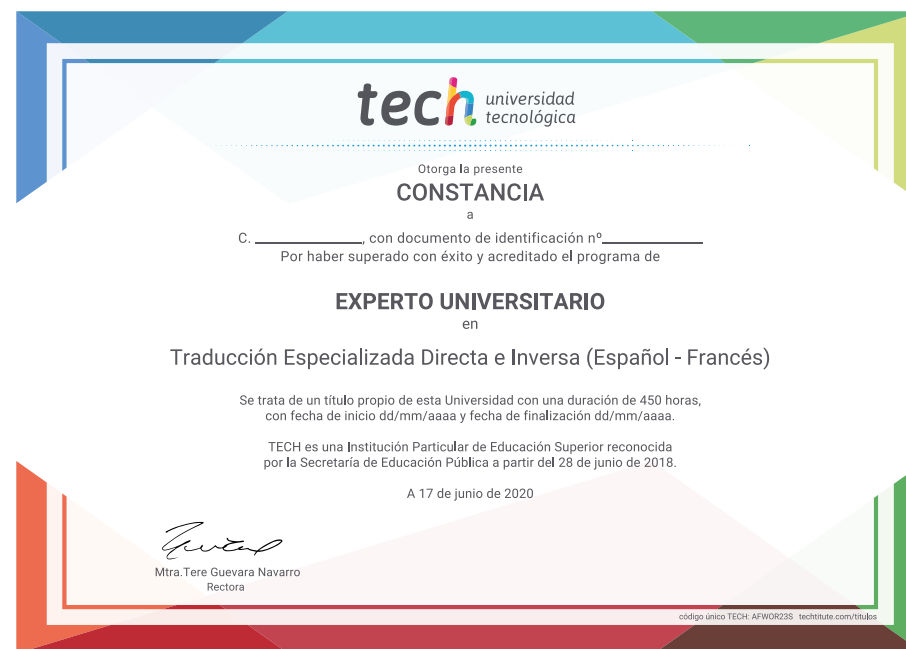 tech universidad
tecnológica
Otorga la presente
CONSTANCIA
a
C. ______________, con documento de identificación nº_____________
Por haber superado con éxito y acreditado el programa de
EXPERTO UNIVERSITARIO
en
Traducción Especializada Directa e Inversa (Español - Francés)
Se trata de un título propio de esta Universidad con una duración de 450 horas,
con fecha de inicio dd/mm/aaaa y fecha de finalización dd/mm/aaaa.
TECH es una Institución Particular de Educación Superior reconocida
por la Secretaría de Educación Pública a partir del 28 de junio de 2018.
A 17 de junio de 2020
Mtra.Tere Guevara Navarro
Rectora
código único TECH: AFWOR23S techtitute.com/titulos